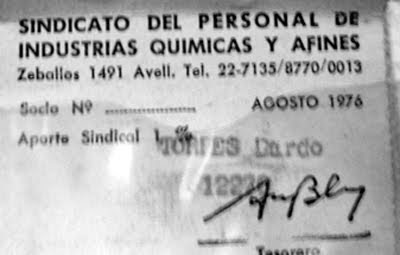 SINDICATO DEL PERSONAL DE
INDUSTRIAS QUIMICAS Y AFINES
Zeballos 1491 Avell. Tel. 22-7135/8770/0013
Socio Nº ..................... AGOSTO 1976
Aporte Sindical 1 %
TORRES Dardo
Tesorero